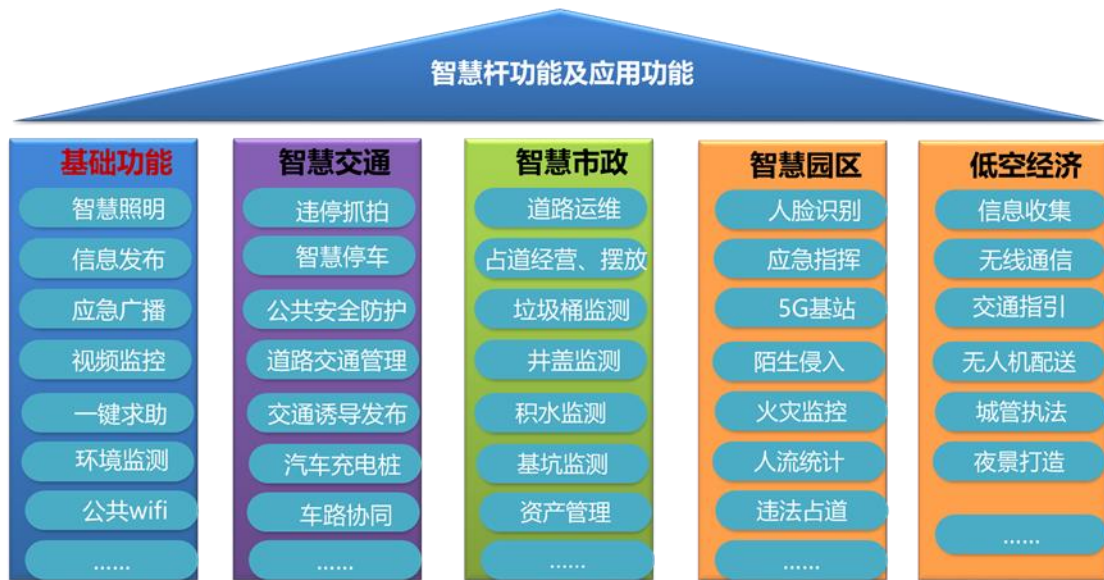 智慧杆功能及应用功能
基础功能
智慧照明
信息发布
应急广播
视频监控
一键求助
环境监测
公共wifi
......
智慧交通
违停抓拍
智慧停车
公共安全防护
道路交通管理
交通诱导发布
汽车充电桩
车路协同
......
智慧市政
道路运维
占道经营、摆放
垃圾桶监测
井盖监测
积水监测
基坑监测
资产管理
......
智慧园区
人脸识别
应急指挥
5G基站
陌生侵入
火灾监控
人流统计
违法占道
......
低空经济
信息收集
无线通信
交通指引
无人机配送
城管执法
夜景打造
......